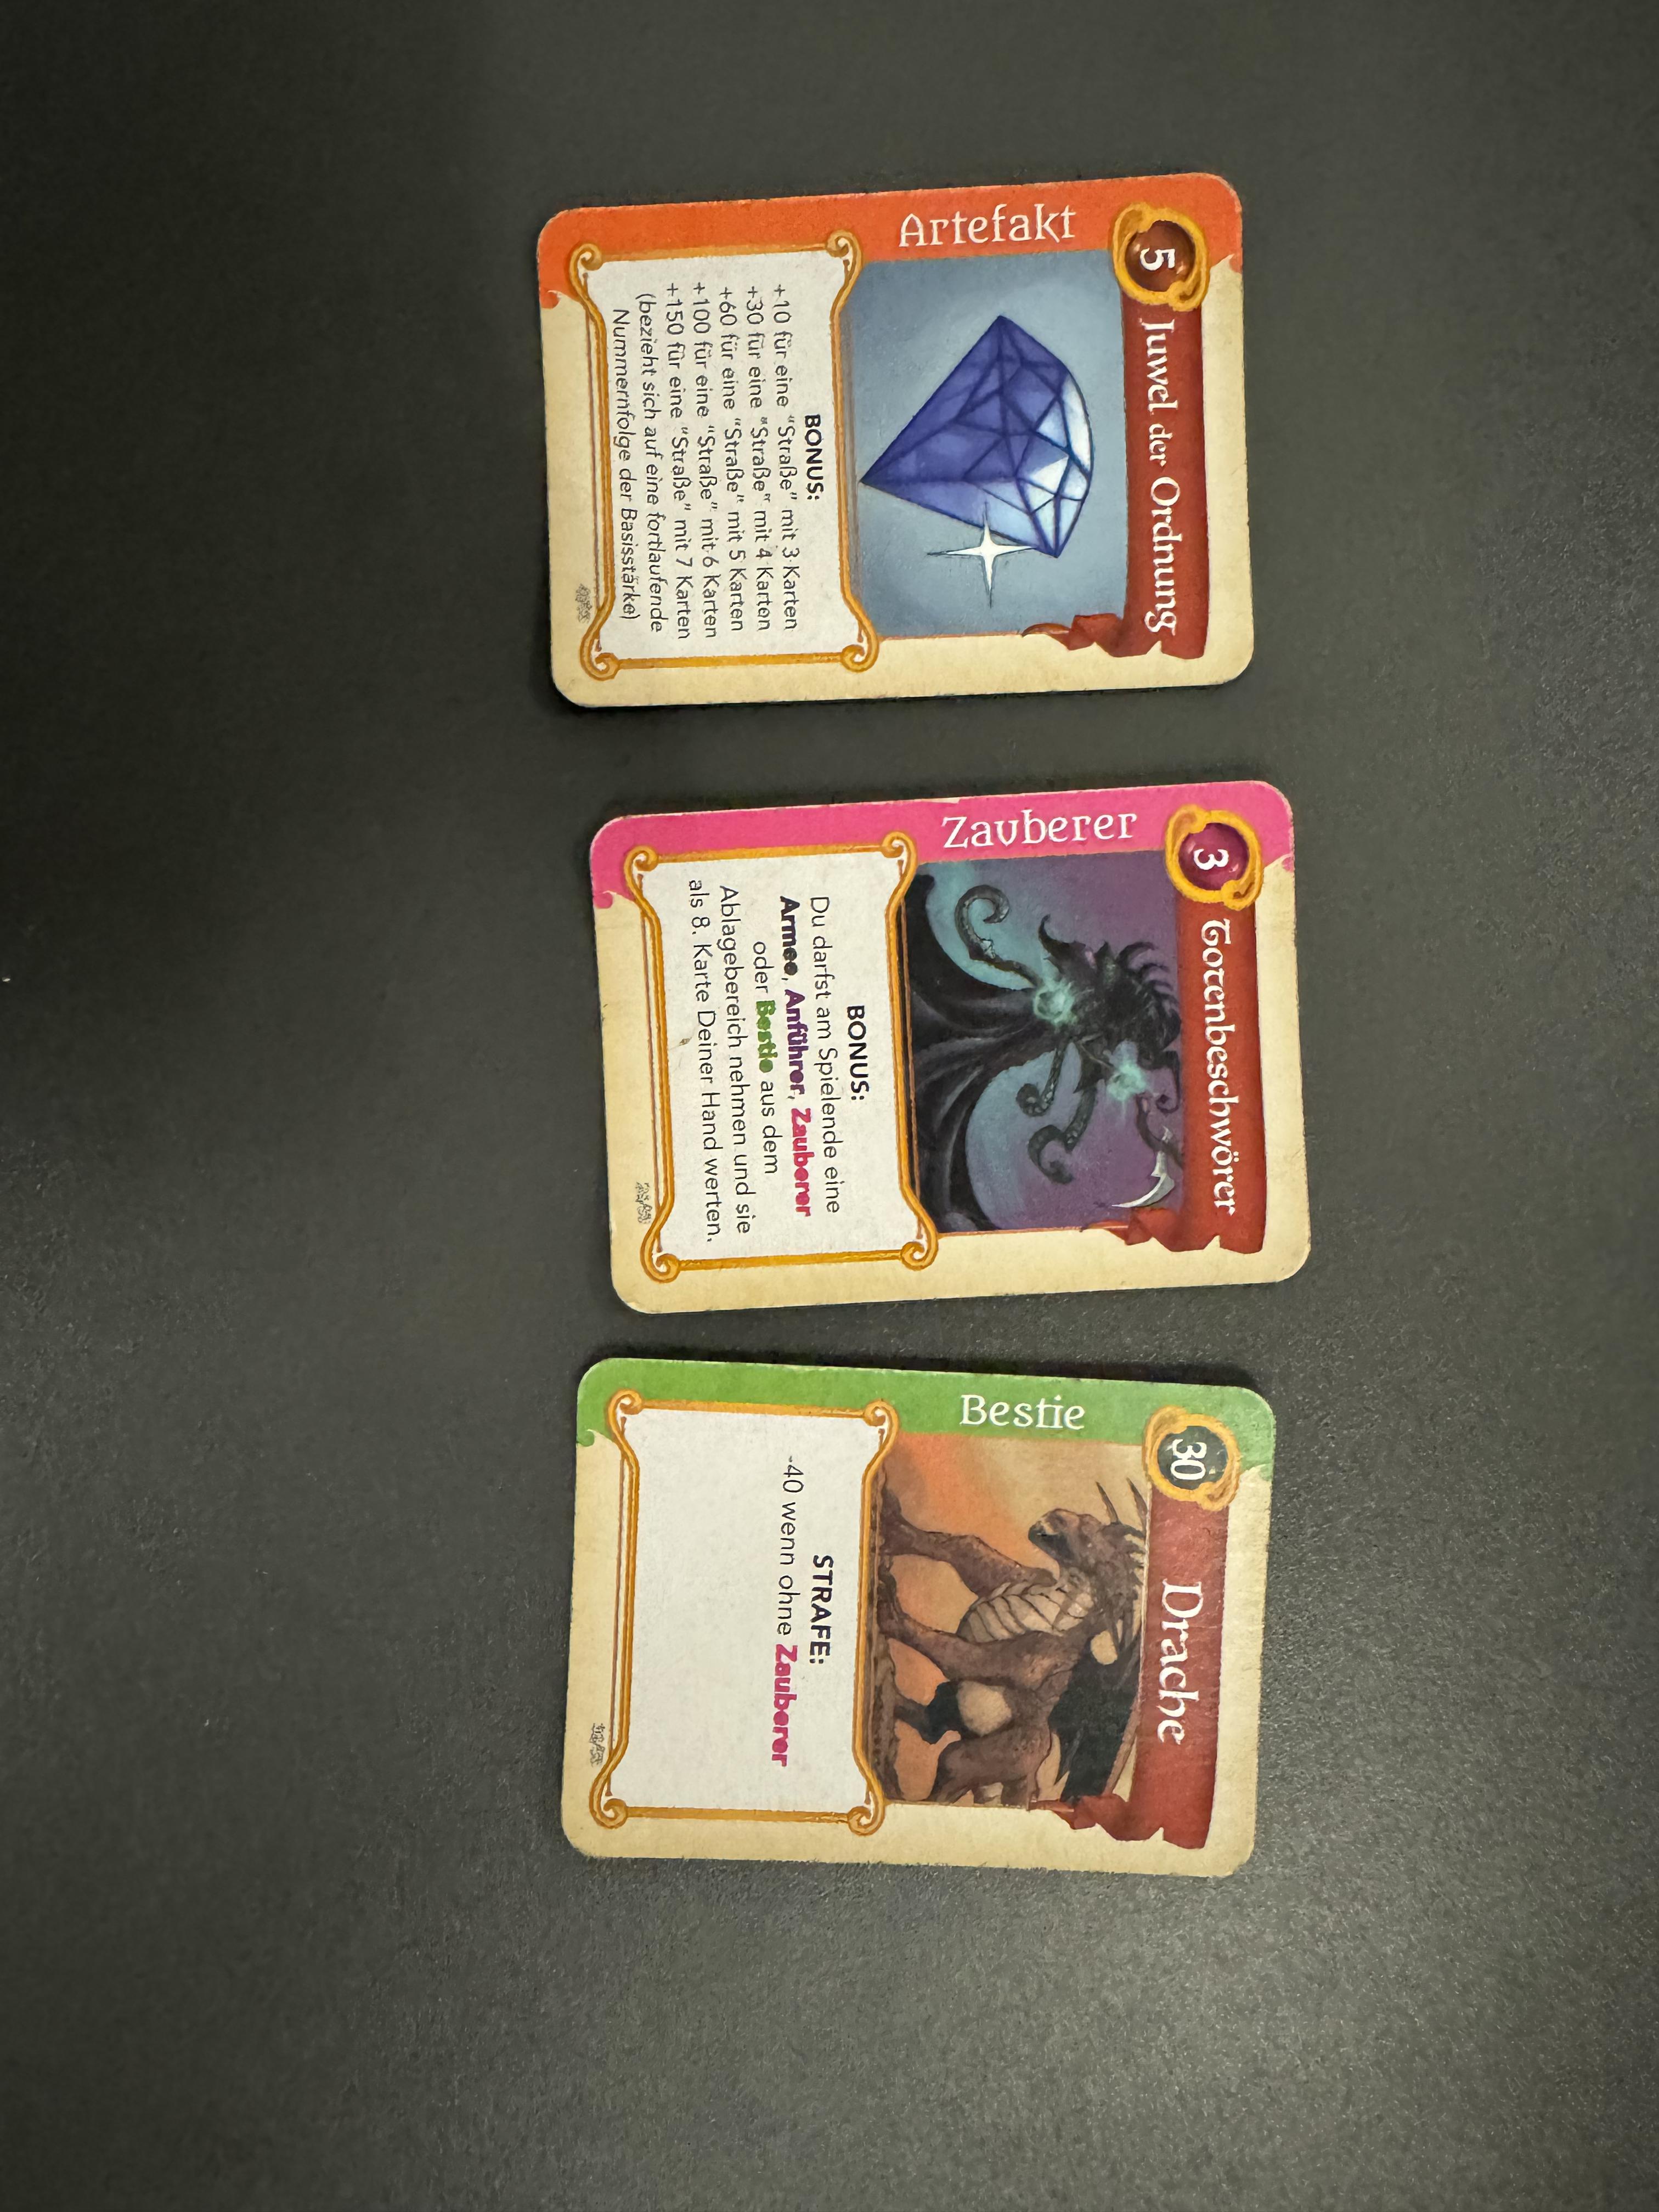 5
Juwel der Ordnung
Artefakt
BONUS:
+10 für eine "Straße" mit 3 Karten
+30 für eine "Straße" mit 4 Karten
+60 für eine "Straße" mit 5 Karten
+100 für eine "Straße" mit 6 Karten
+150 für eine "Straße" mit 7 Karten
(bezieht sich auf eine fortlaufende
Nummernfolge der Basisstärke)
3
Totenbeschwörer
Zauberer
BONUS:
Du darfst am Spielende eine
Armee, Anführer, Zauberer
oder Bestie aus dem
Ablagebereich nehmen und sie
als 8. Karte Deiner Hand werten.
30
Drache
Bestie
STRAFE:
-40 wenn ohne Zauberer